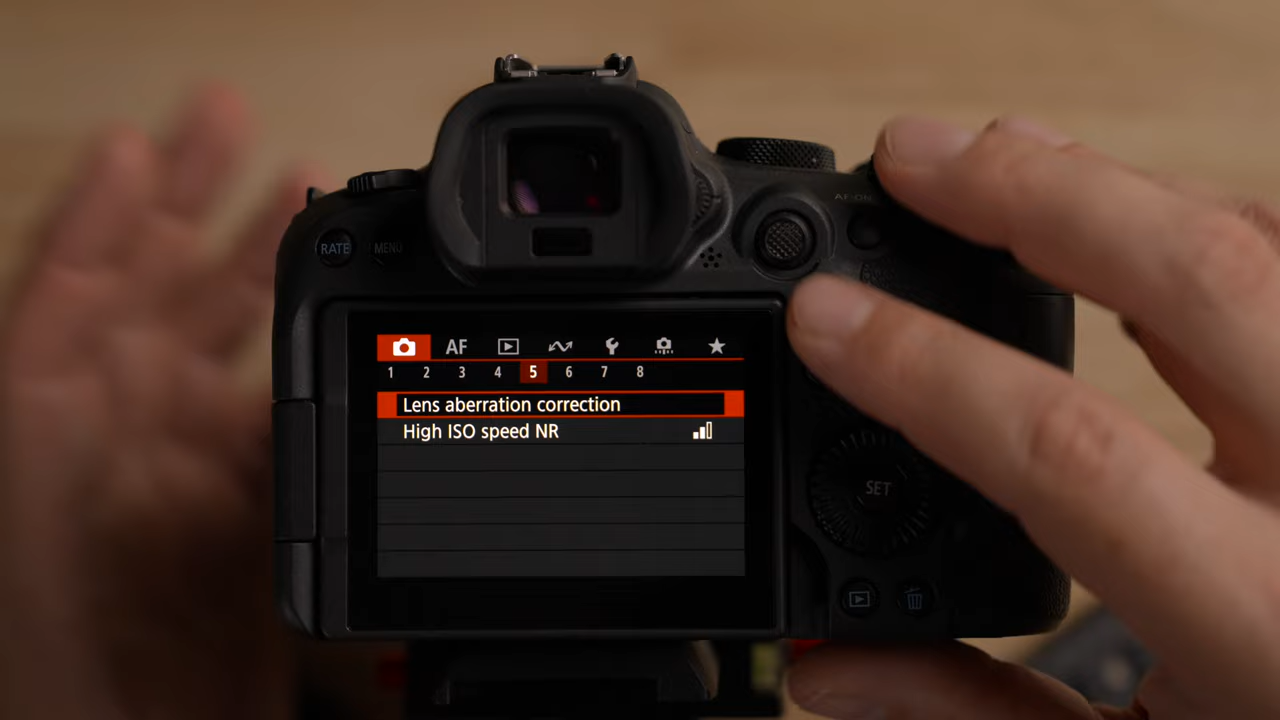 AF-ON
RATE
MENU
AF
1 2 3 4 5 6 7 8
Lens aberration correction
High ISO speed NR
SET